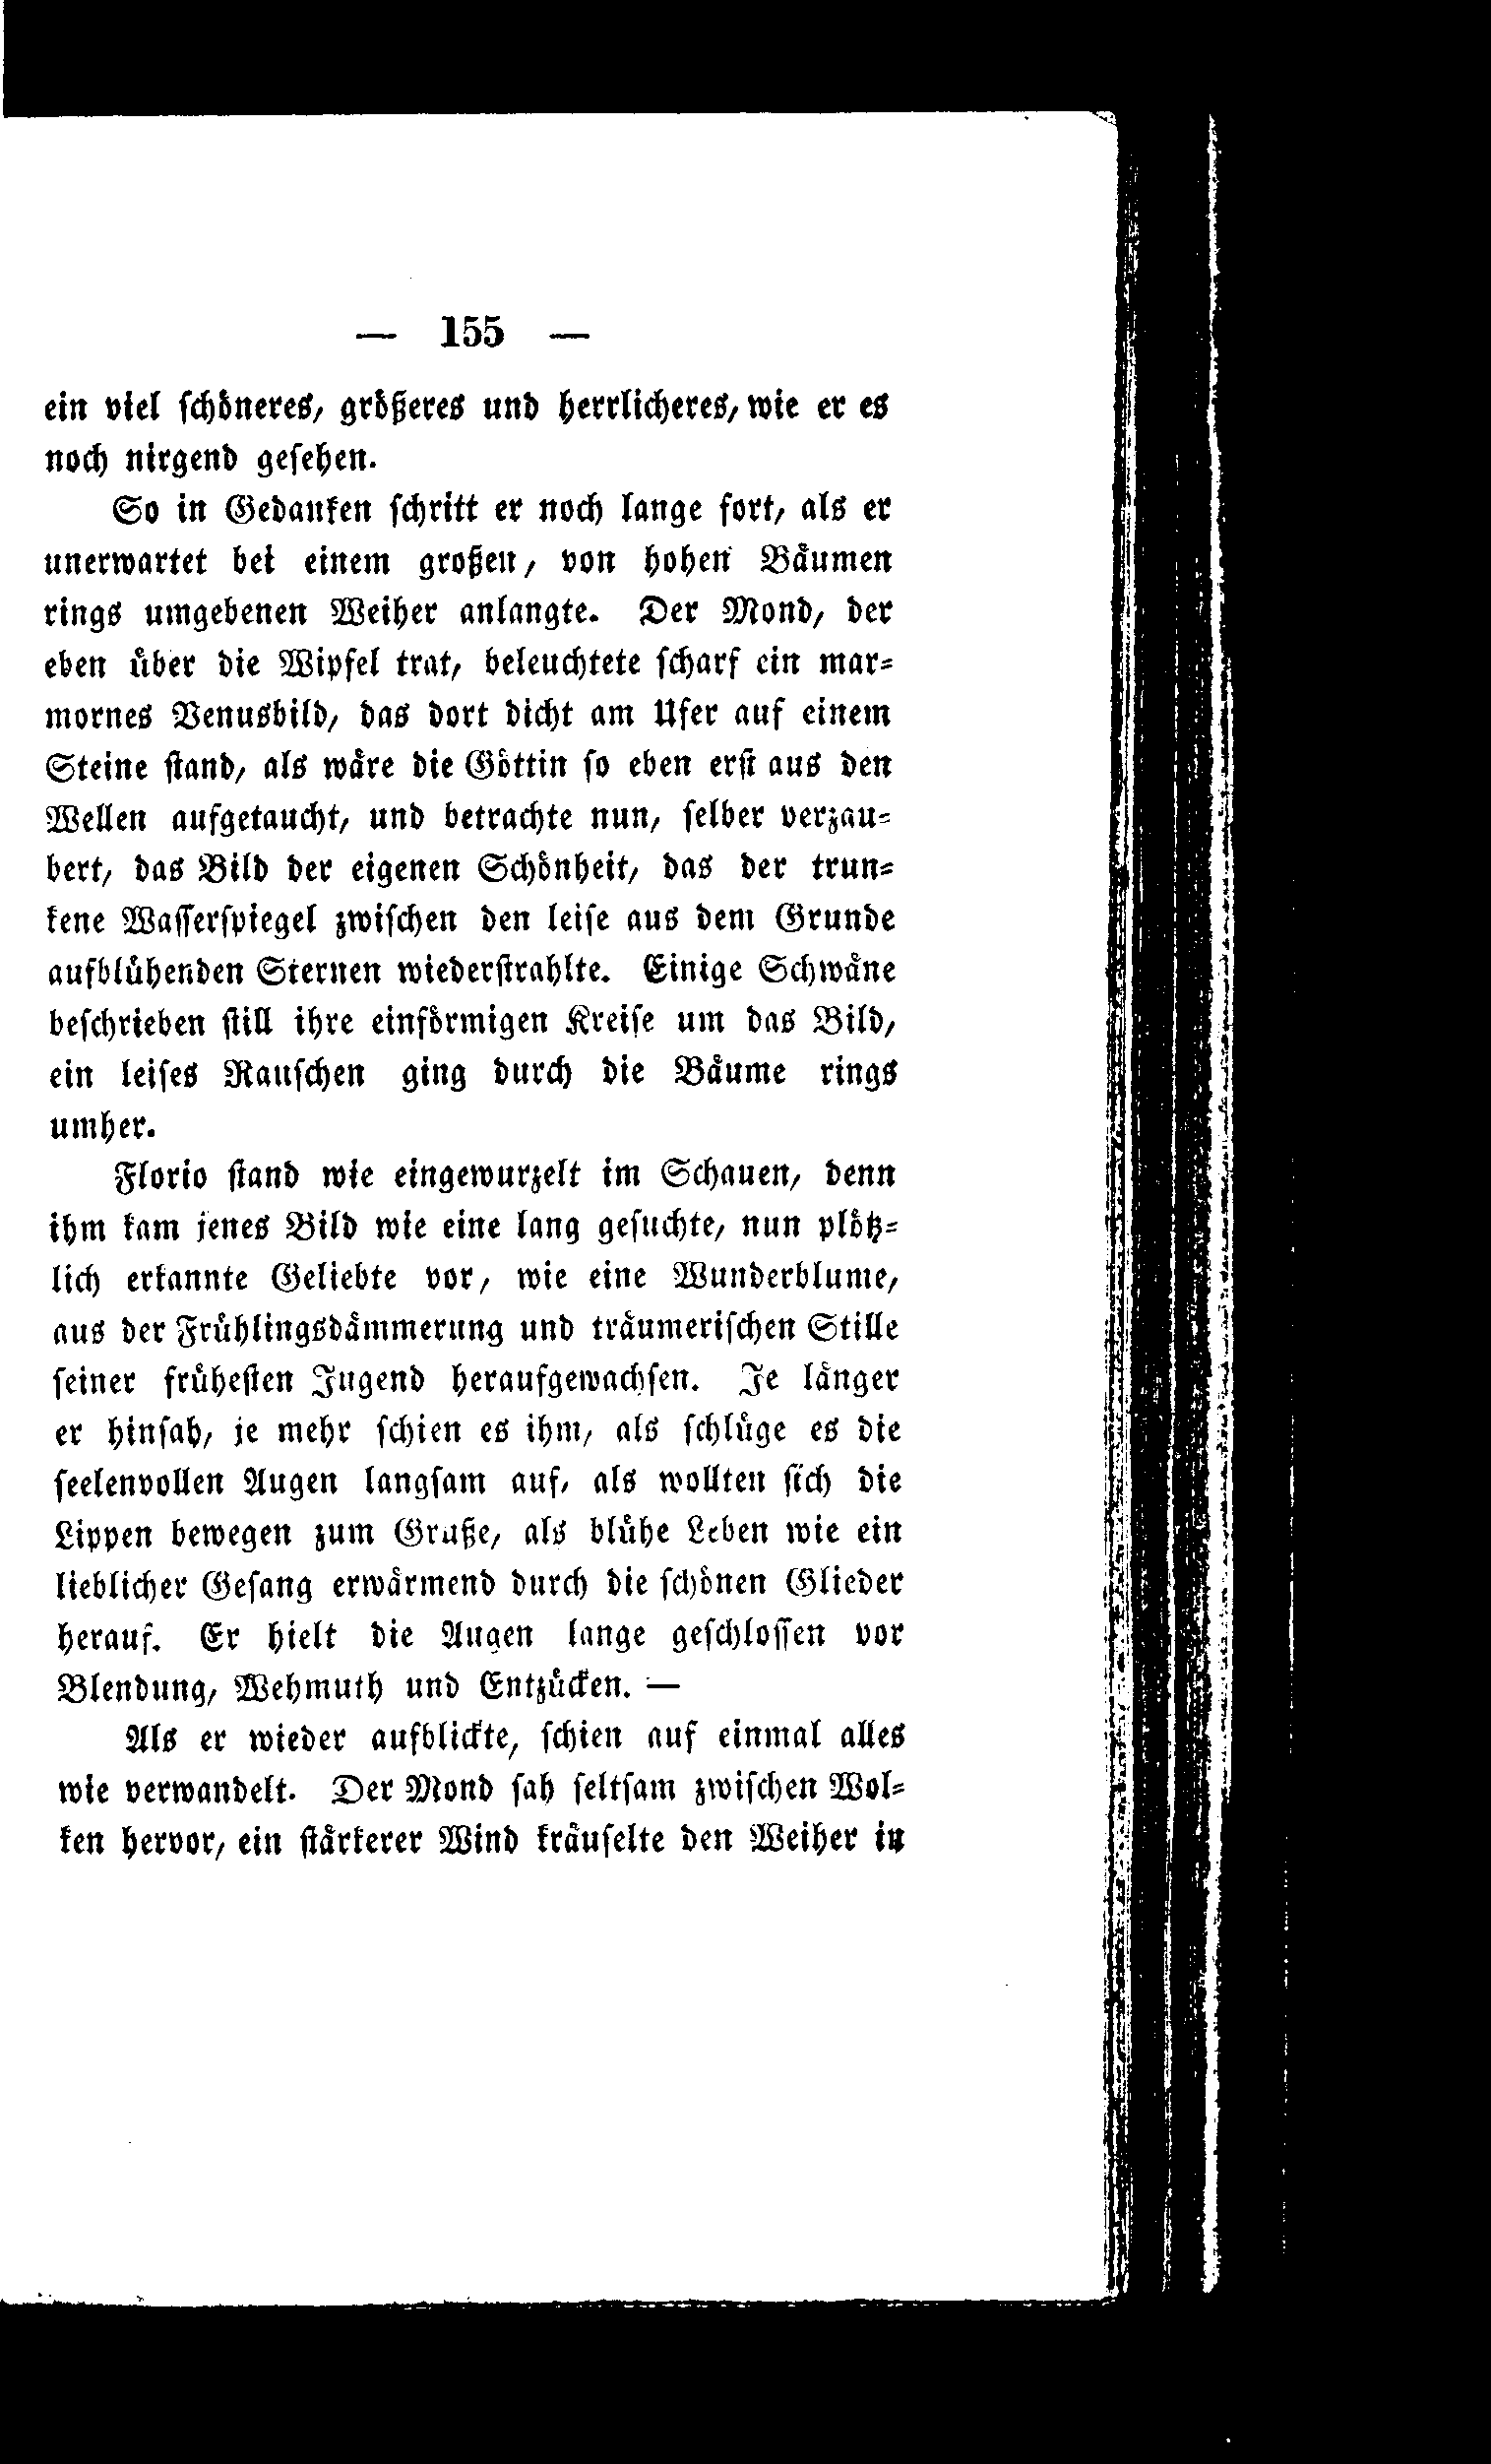 — 155 —
ein viel ſchöneres, größeres und herrlicheres, wie er es
noch nirgend geſehen.
So in Gedanken ſchritt er noch lange fort, als er
unerwartet bei einem großen, von hohen Bäumen
rings umgebenen Weiher anlangte. Der Mond, der
eben über die Wipfel trat, beleuchtete ſcharf ein mar-
mornes Venusbild, das dort dicht am Ufer auf einem
Steine ſtand, als wäre die Göttin ſo eben erſt aus den
Wellen aufgetaucht, und betrachte nun, ſelber verzau-
bert, das Bild der eigenen Schönheit, das der trun-
kene Waſſerſpiegel zwiſchen den leiſe aus dem Grunde
aufblühenden Sternen wiederſtrahlte. Einige Schwäne
beſchrieben ſtill ihre einförmigen Kreiſe um das Bild,
ein leiſes Rauſchen ging durch die Bäume rings
umher.
Florio ſtand wie eingewurzelt im Schauen, denn
ihm kam jenes Bild wie eine lang geſuchte, nun plötz-
lich erkannte Geliebte vor, wie eine Wunderblume,
aus der Frühlingsdämmerung und träumeriſchen Stille
ſeiner früheſten Jugend heraufgewachſen. Je länger
er hinſah, je mehr ſchien es ihm, als ſchlüge es die
ſeelenvollen Augen langſam auf, als wollten ſich die
Lippen bewegen zum Gruße, als blühe Leben wie ein
lieblicher Geſang erwärmend durch die ſchönen Glieder
herauf. Er hielt die Augen lange geſchloſſen vor
Blendung, Wehmuth und Entzücken. —
Als er wieder aufblickte, ſchien auf einmal alles
wie verwandelt. Der Mond ſah ſeltſam zwiſchen Wol-
ken hervor, ein ſtärkerer Wind kräuſelte den Weiher in